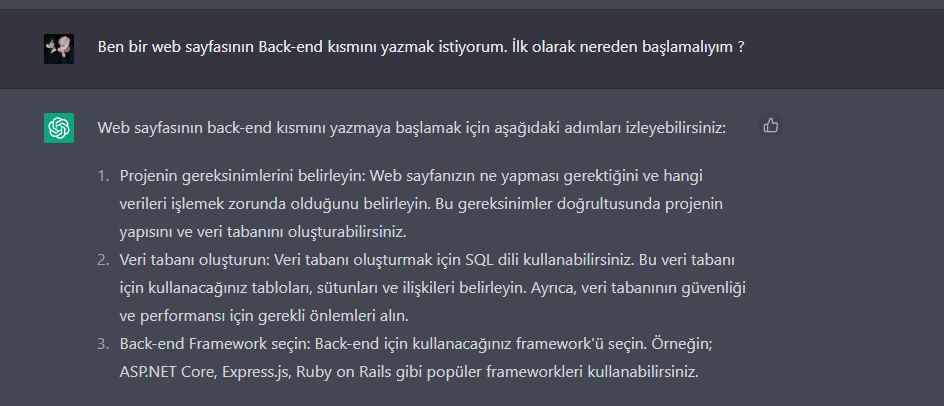 Ben bir web sayfasının Back-end kısmını yazmak istiyorum. İlk olarak nereden başlamalıyım ?
Web sayfasının back-end kısmını yazmaya başlamak için aşağıdaki adımları izleyebilirsiniz:
1. Projenin gereksinimlerini belirleyin: Web sayfanızın ne yapması gerektiğini ve hangi
verileri işlemek zorunda olduğunu belirleyin. Bu gereksinimler doğrultusunda projenin
yapısını ve veri tabanını oluşturabilirsiniz.
2. Veri tabanı oluşturun: Veri tabanı oluşturmak için SQL dili kullanabilirsiniz. Bu veri tabanı
için kullanacağınız tabloları, sütunları ve ilişkileri belirleyin. Ayrıca, veri tabanının güvenliği
ve performansı için gerekli önlemleri alın.
3. Back-end Framework seçin: Back-end için kullanacağınız framework'ü seçin. Örneğin;
ASP.NET Core, Express.js, Ruby on Rails gibi popüler frameworkleri kullanabilirsiniz.